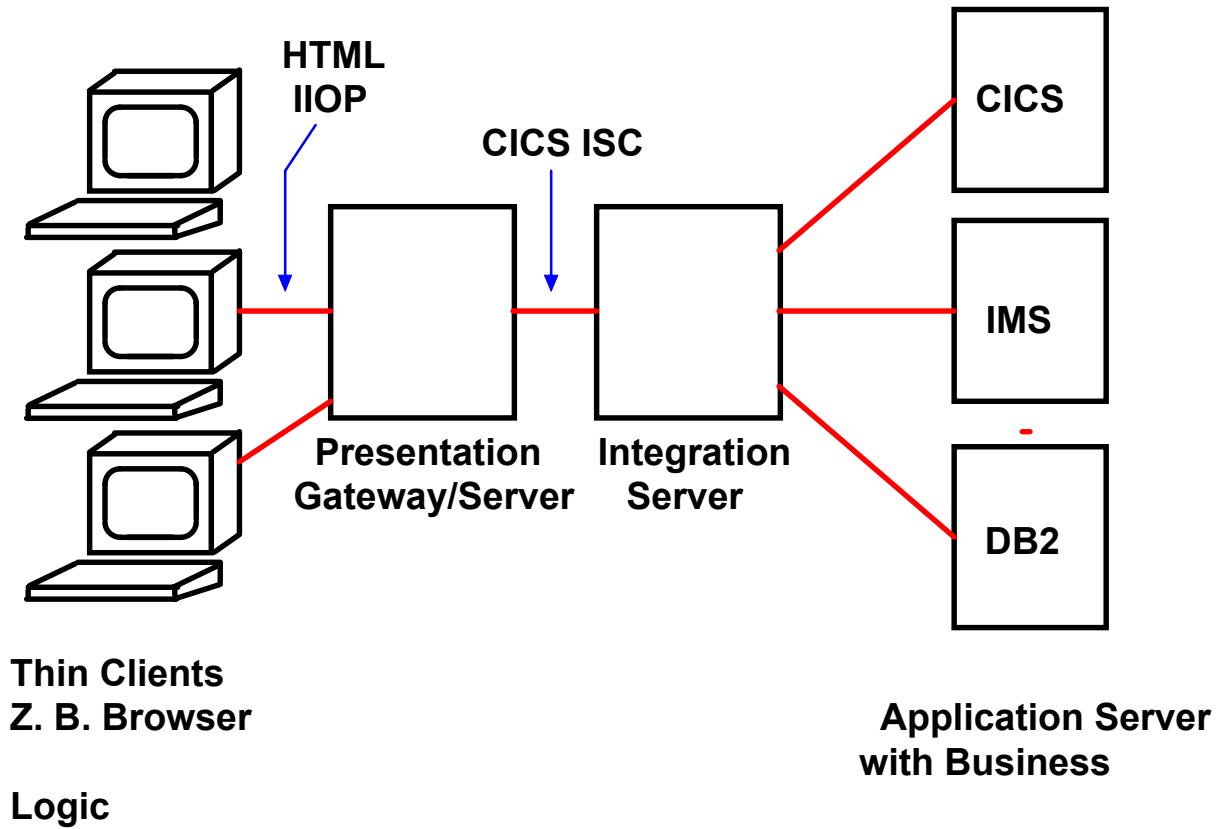 HTML
IIOP
CICS ISC
CICS
IMS
DB2
Presentation
Gateway/Server
Integration
Server
Thin Clients
Z. B. Browser
Application Server
with Business
Logic